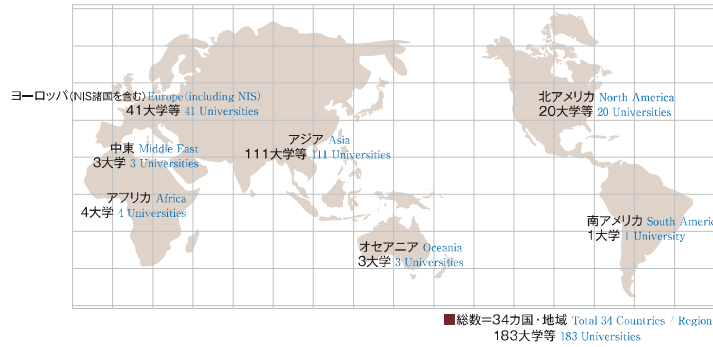 ヨーロッパ(NIS諸国を含む) Europe(including NIS)
41大学等 41 Universities
北アメリカ North America
20大学等 20 Universities
アジア Asia
111大学等 111 Universities
中東 Middle East
3大学 3 Universities
アフリカ Africa
4大学 4 Universities
南アメリカ South Americ
1大学 1 University
オセアニア Oceania
3大学 3 Universities
■総数=34カ国・地域 Total 34 Countries / Region
183大学等 183 Universities